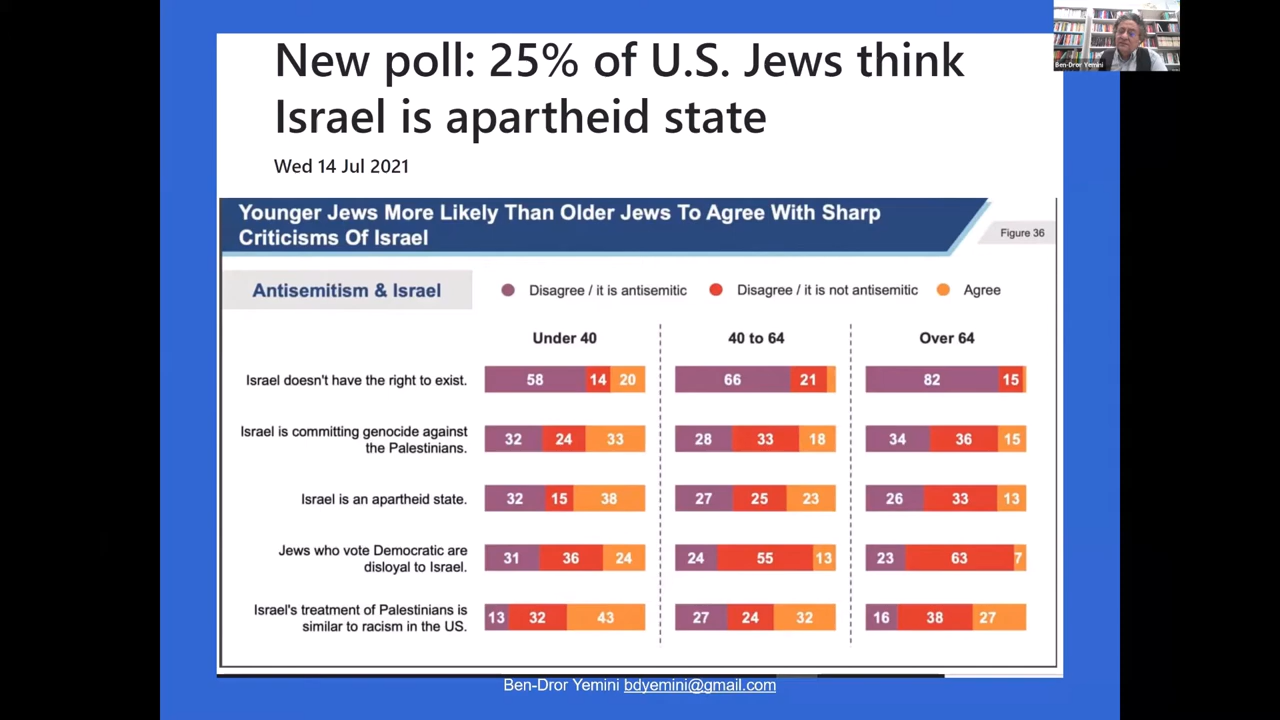 New poll: 25% of U.S. Jews think
Israel is apartheid state
Wed 14 Jul 2021
Ben-Dror Yemini
Younger Jews More Likely Than Older Jews To Agree With Sharp
Criticisms Of Israel
Figure 36
Antisemitism & Israel
Disagree / it is antisemitic
Disagree / it is not antisemitic
Agree
Under 40
40 to 64
Over 64
Israel doesn't have the right to exist.
58 14 20
66 21
82 15
Israel is committing genocide against
the Palestinians.
32 24 33
28 33 18
34 36 15
Israel is an apartheid state.
32 15 38
27 25 23
26 33 13
Jews who vote Democratic are
disloyal to Israel.
31 36 24
24 55 13
23 63 7
Israel's treatment of Palestinians is
similar to racism in the US.
13 32 43
27 24 32
16 38 27
Ben-Dror Yemini bdyemini@gmail.com